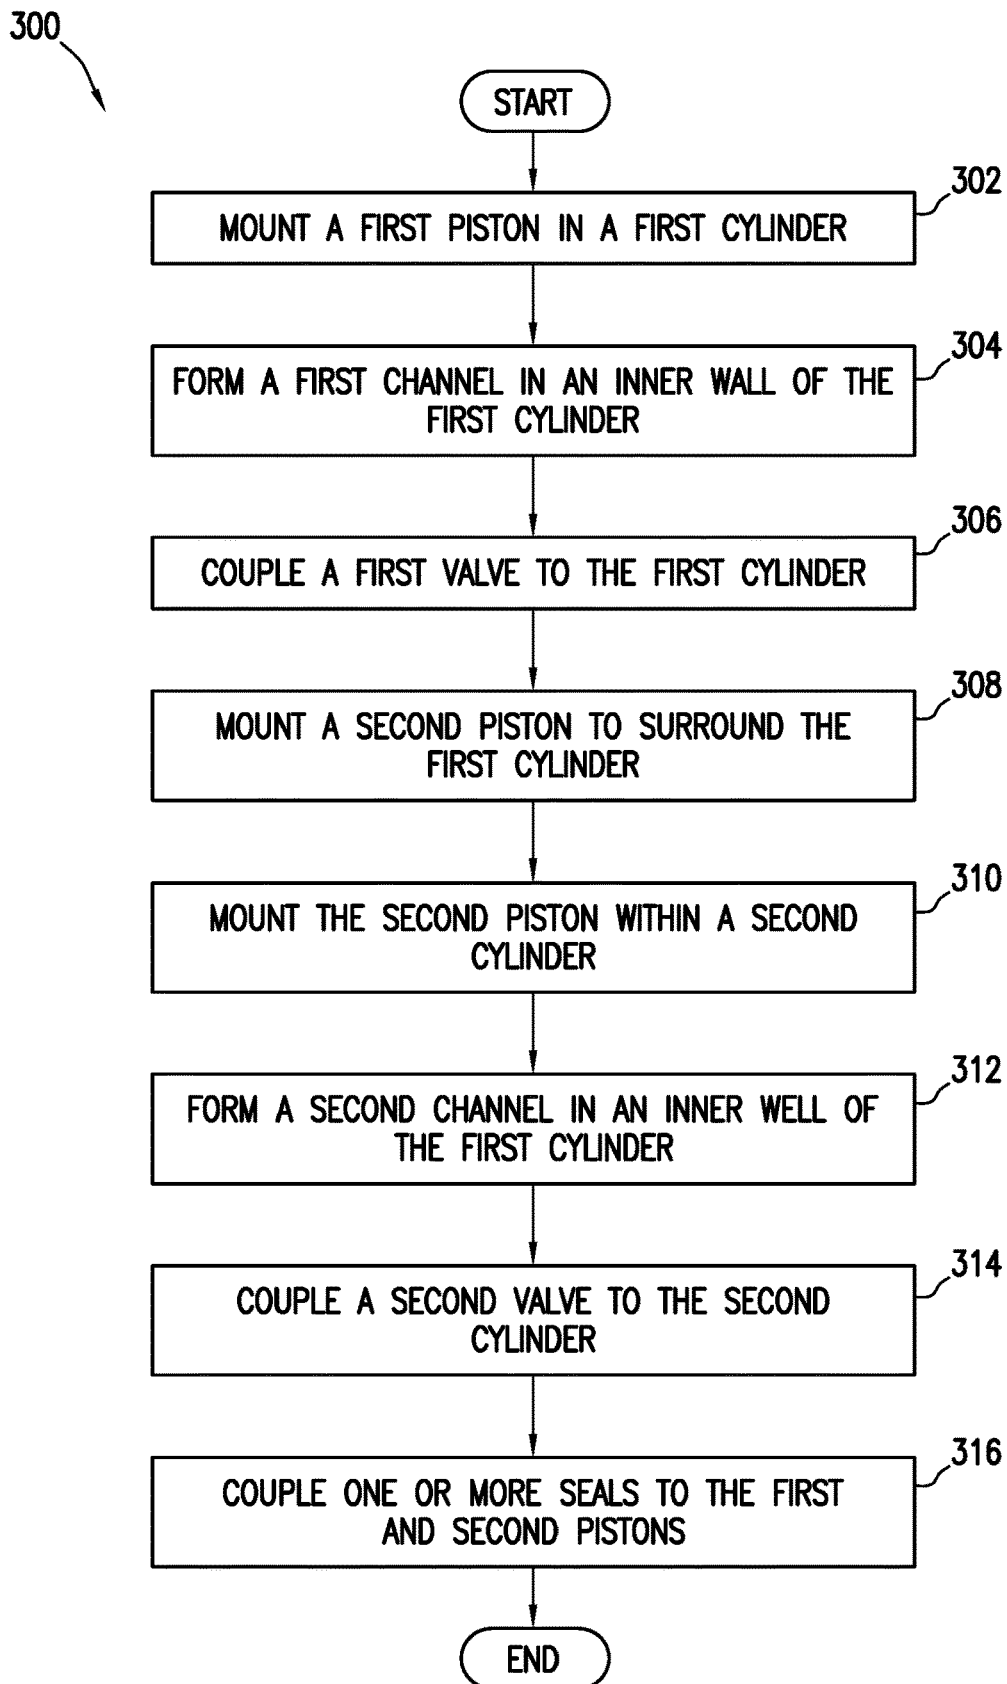 300
START
302
MOUNT A FIRST PISTON IN A FIRST CYLINDER
304
FORM A FIRST CHANNEL IN AN INNER WALL OF THE
FIRST CYLINDER
306
COUPLE A FIRST VALVE TO THE FIRST CYLINDER
308
MOUNT A SECOND PISTON TO SURROUND THE
FIRST CYLINDER
310
MOUNT THE SECOND PISTON WITHIN A SECOND
CYLINDER
312
FORM A SECOND CHANNEL IN AN INNER WELL OF
THE FIRST CYLINDER
314
COUPLE A SECOND VALVE TO THE SECOND
CYLINDER
316
COUPLE ONE OR MORE SEALS TO THE FIRST
AND SECOND PISTONS
END